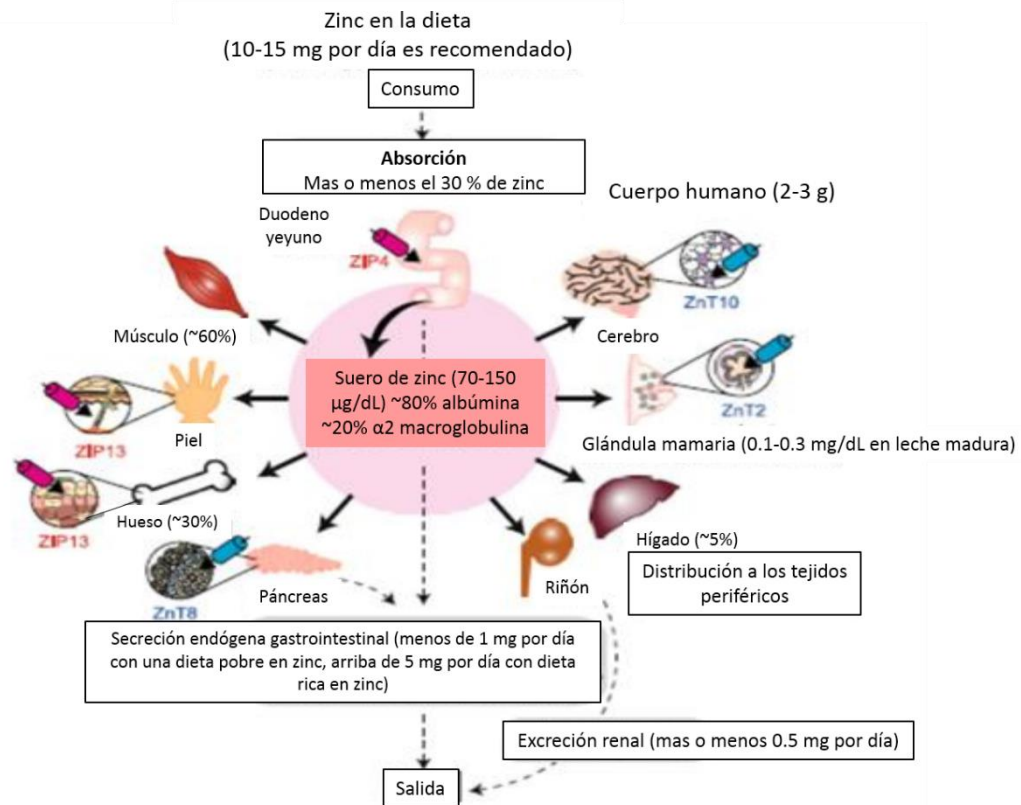 Zinc en la dieta
(10-15 mg por día es recomendado)
Consumo
Absorción
Mas o menos el 30 % de zinc
Duodeno
yeyuno
ZIP4
Cuerpo humano (2-3 g)
ZnT10
Músculo (~60%)
Cerebro
Suero de zinc (70-150
µg/dL) ~80% albúmina
~20% α2 macroglobulina
ZnT2
ZIP13
Piel
Glándula mamaria (0.1-0.3 mg/dL en leche madura)
Hueso (~30%)
ZIP13
Hígado (~5%)
ZnT8
Páncreas
Riñón
Distribución a los tejidos
periféricos
Secreción endógena gastrointestinal (menos de 1 mg por día
con una dieta pobre en zinc, arriba de 5 mg por día con dieta
rica en zinc)
Excreción renal (mas o menos 0.5 mg por día)
Salida